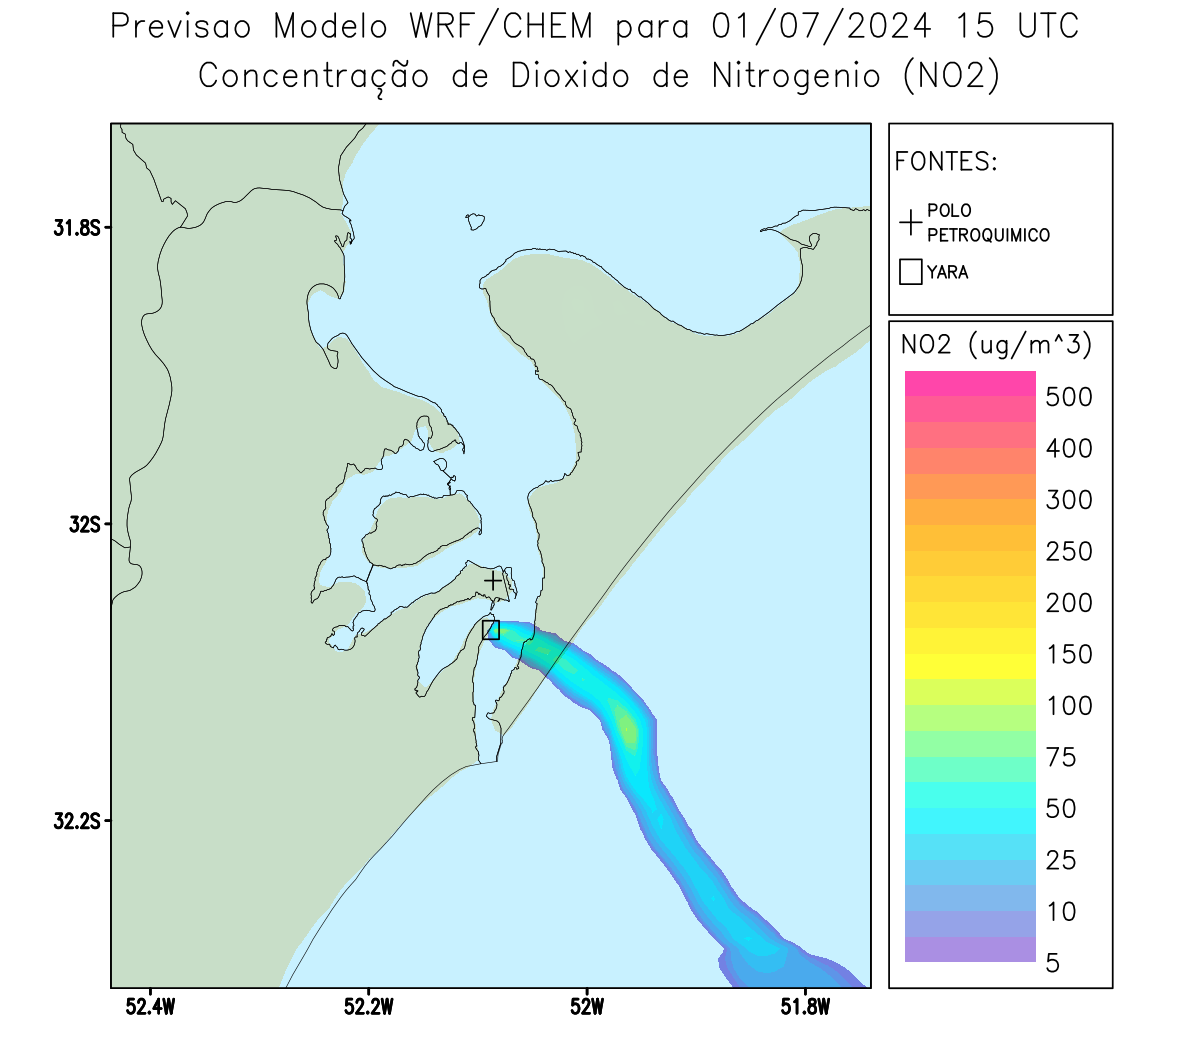 Previsao Modelo WRF/CHEM para 01/07/2024 15 UTC
Concentração de Dioxido de Nitrogenio (NO2)
FONTES:
POLO
PETROQUIMICO
YARA
NO2 (ug/m^3)
500
400
300
250
200
150
100
75
50
25
10
5
31.8S
32S
32.2S
52.4W
52.2W
52W
51.8W